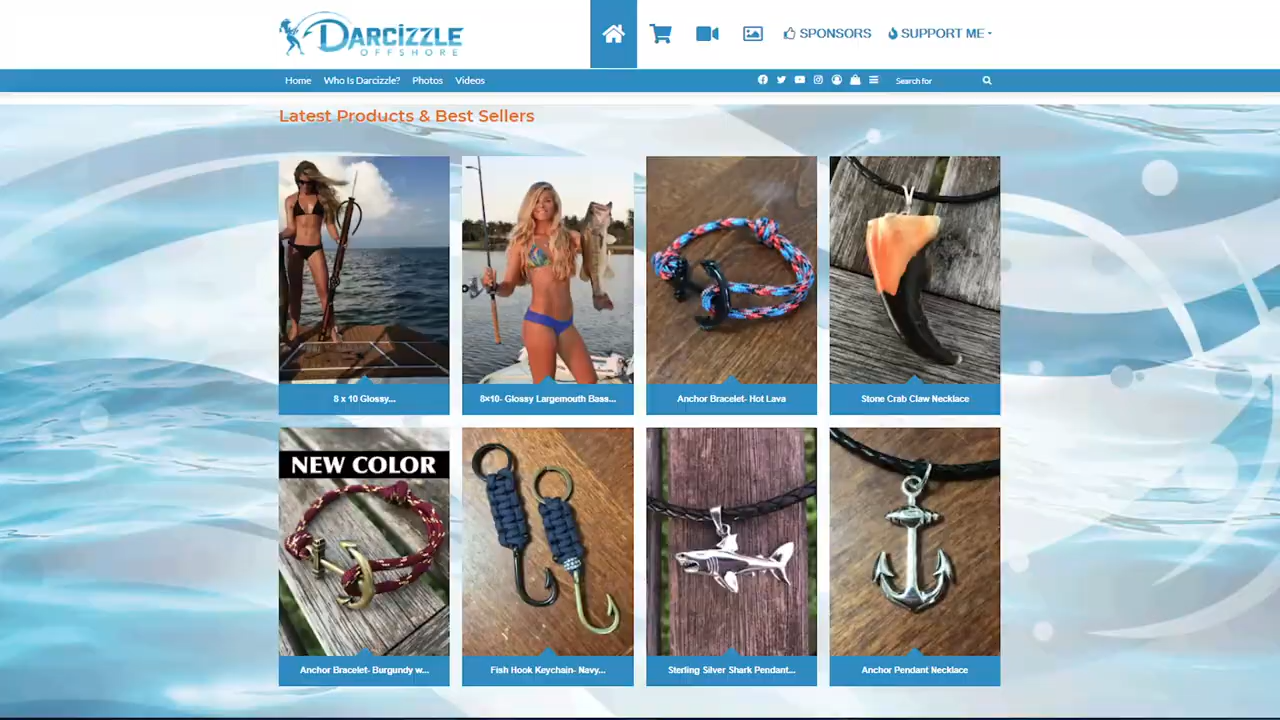 DARCIZZLE
OFFSHORE
SPONSORS
SUPPORT ME
Home
Who Is Darcizzle?
Photos
Videos
Search for
Latest Products & Best Sellers
8 x 10 Glossy...
8×10- Glossy Largemouth Bass...
Anchor Bracelet- Hot Lava
Stone Crab Claw Necklace
NEW COLOR
Anchor Bracelet- Burgundy w...
Fish Hook Keychain- Navy...
Sterling Silver Shark Pendant...
Anchor Pendant Necklace